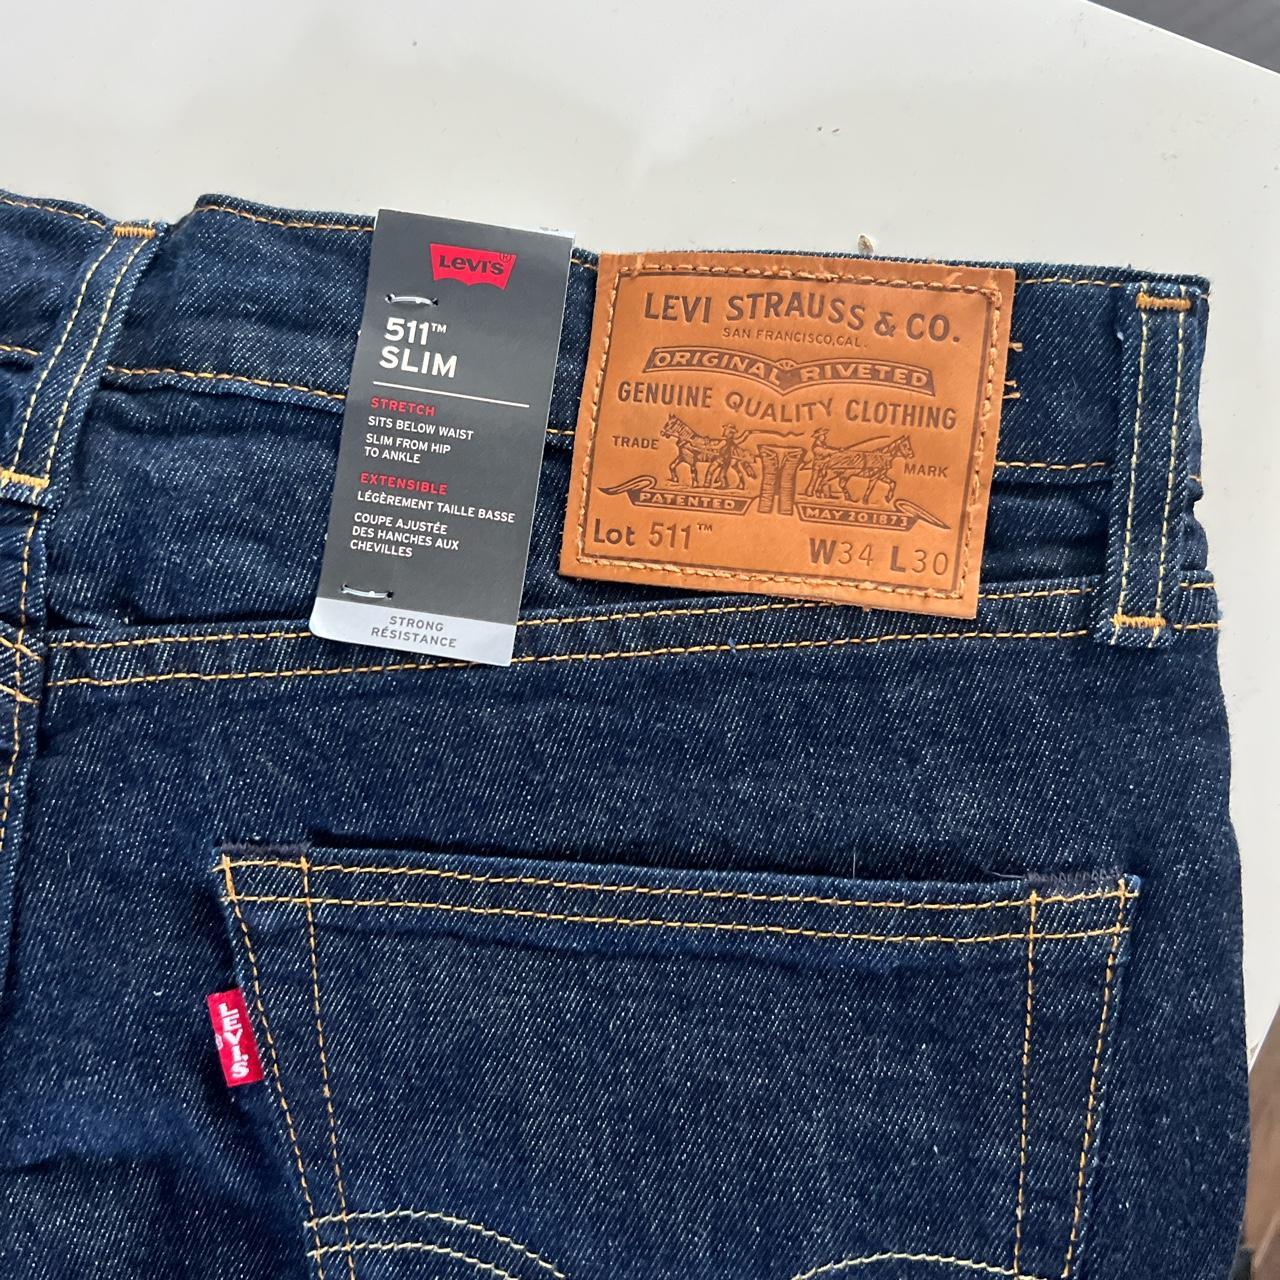 LEVI'S
511™
SLIM
STRETCH
SITS BELOW WAIST
SLIM FROM HIP
TO ANKLE
EXTENSIBLE
LÉGÈREMENT TAILLE BASSE
COUPE AJUSTÉE
DES HANCHES AUX
CHEVILLES
STRONG
RÉSISTANCE
LEVI STRAUSS & CO.
SAN FRANCISCO, CAL.
ORIGINAL RIVETED
GENUINE QUALITY CLOTHING
TRADE MARK
PATENTED MAY 20 1873
Lot 511™
W34 L30
LEVI'S